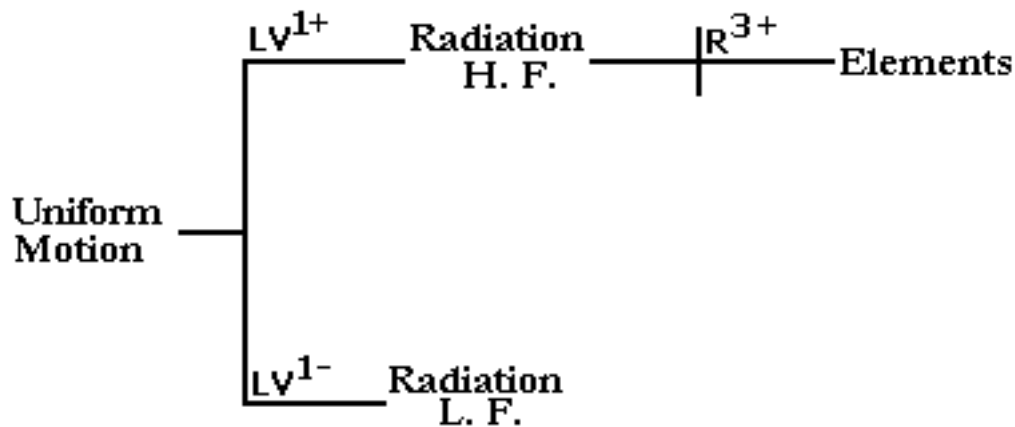 LV¹⁺
Radiation
H. F.
R³⁺
Elements
Uniform
Motion
LV¹⁻
Radiation
L. F.